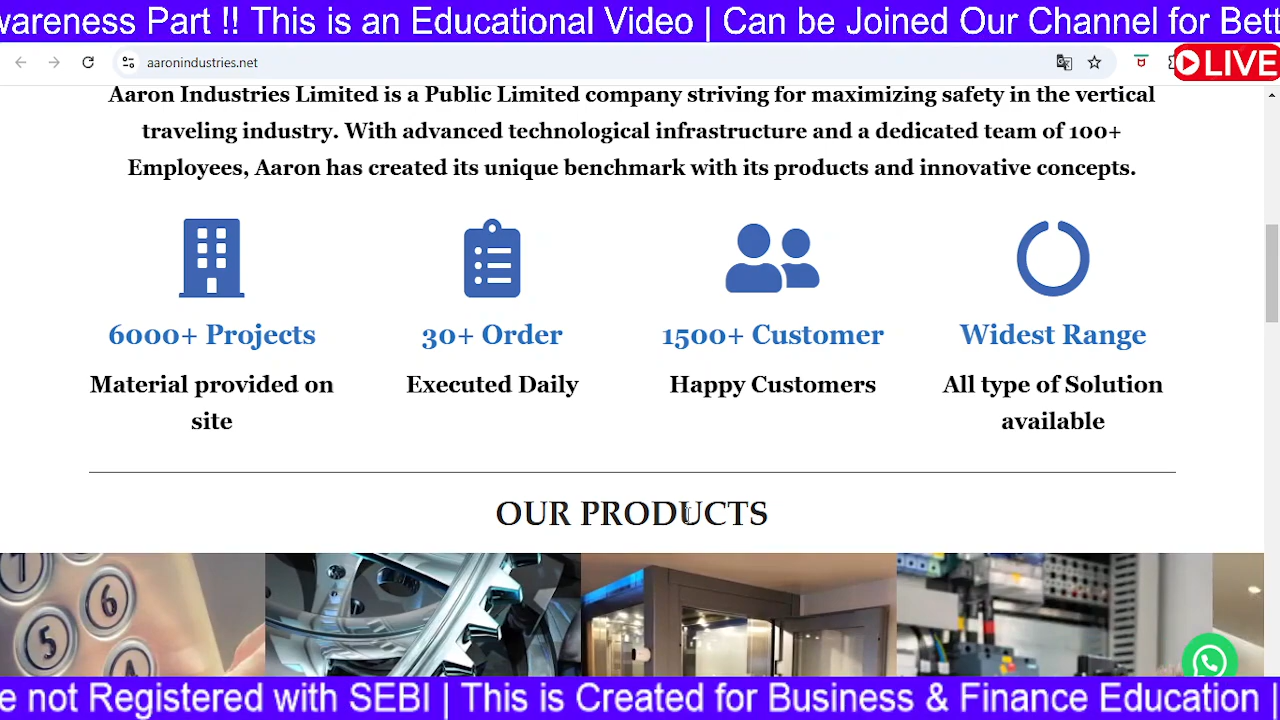 wareness Part !! This is an Educational Video | Can be Joined Our Channel for Bett
aaronindustries.net
LIVE
Aaron Industries Limited is a Public Limited company striving for maximizing safety in the vertical
traveling industry. With advanced technological infrastructure and a dedicated team of 100+
Employees, Aaron has created its unique benchmark with its products and innovative concepts.
6000+ Projects
30+ Order
1500+ Customer
Widest Range
Material provided on
site
Executed Daily
Happy Customers
All type of Solution
available
OUR PRODUCTS
6
5
4
e not Registered with SEBI | This is Created for Business & Finance Education |